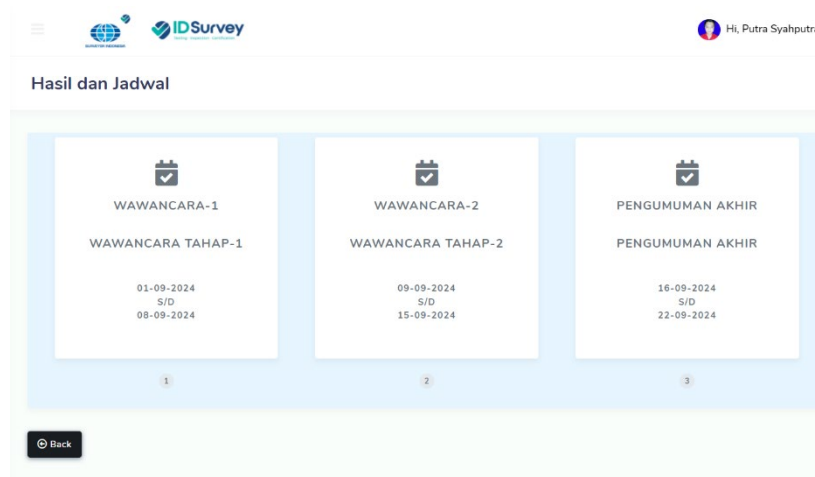 IDSurvey
Hi, Putra Syahputra
Hasil dan Jadwal
WAWANCARA-1
WAWANCARA TAHAP-1
01-09-2024
S/D
08-09-2024
1
WAWANCARA-2
WAWANCARA TAHAP-2
09-09-2024
S/D
15-09-2024
2
PENGUMUMAN AKHIR
PENGUMUMAN AKHIR
16-09-2024
S/D
22-09-2024
3
Back